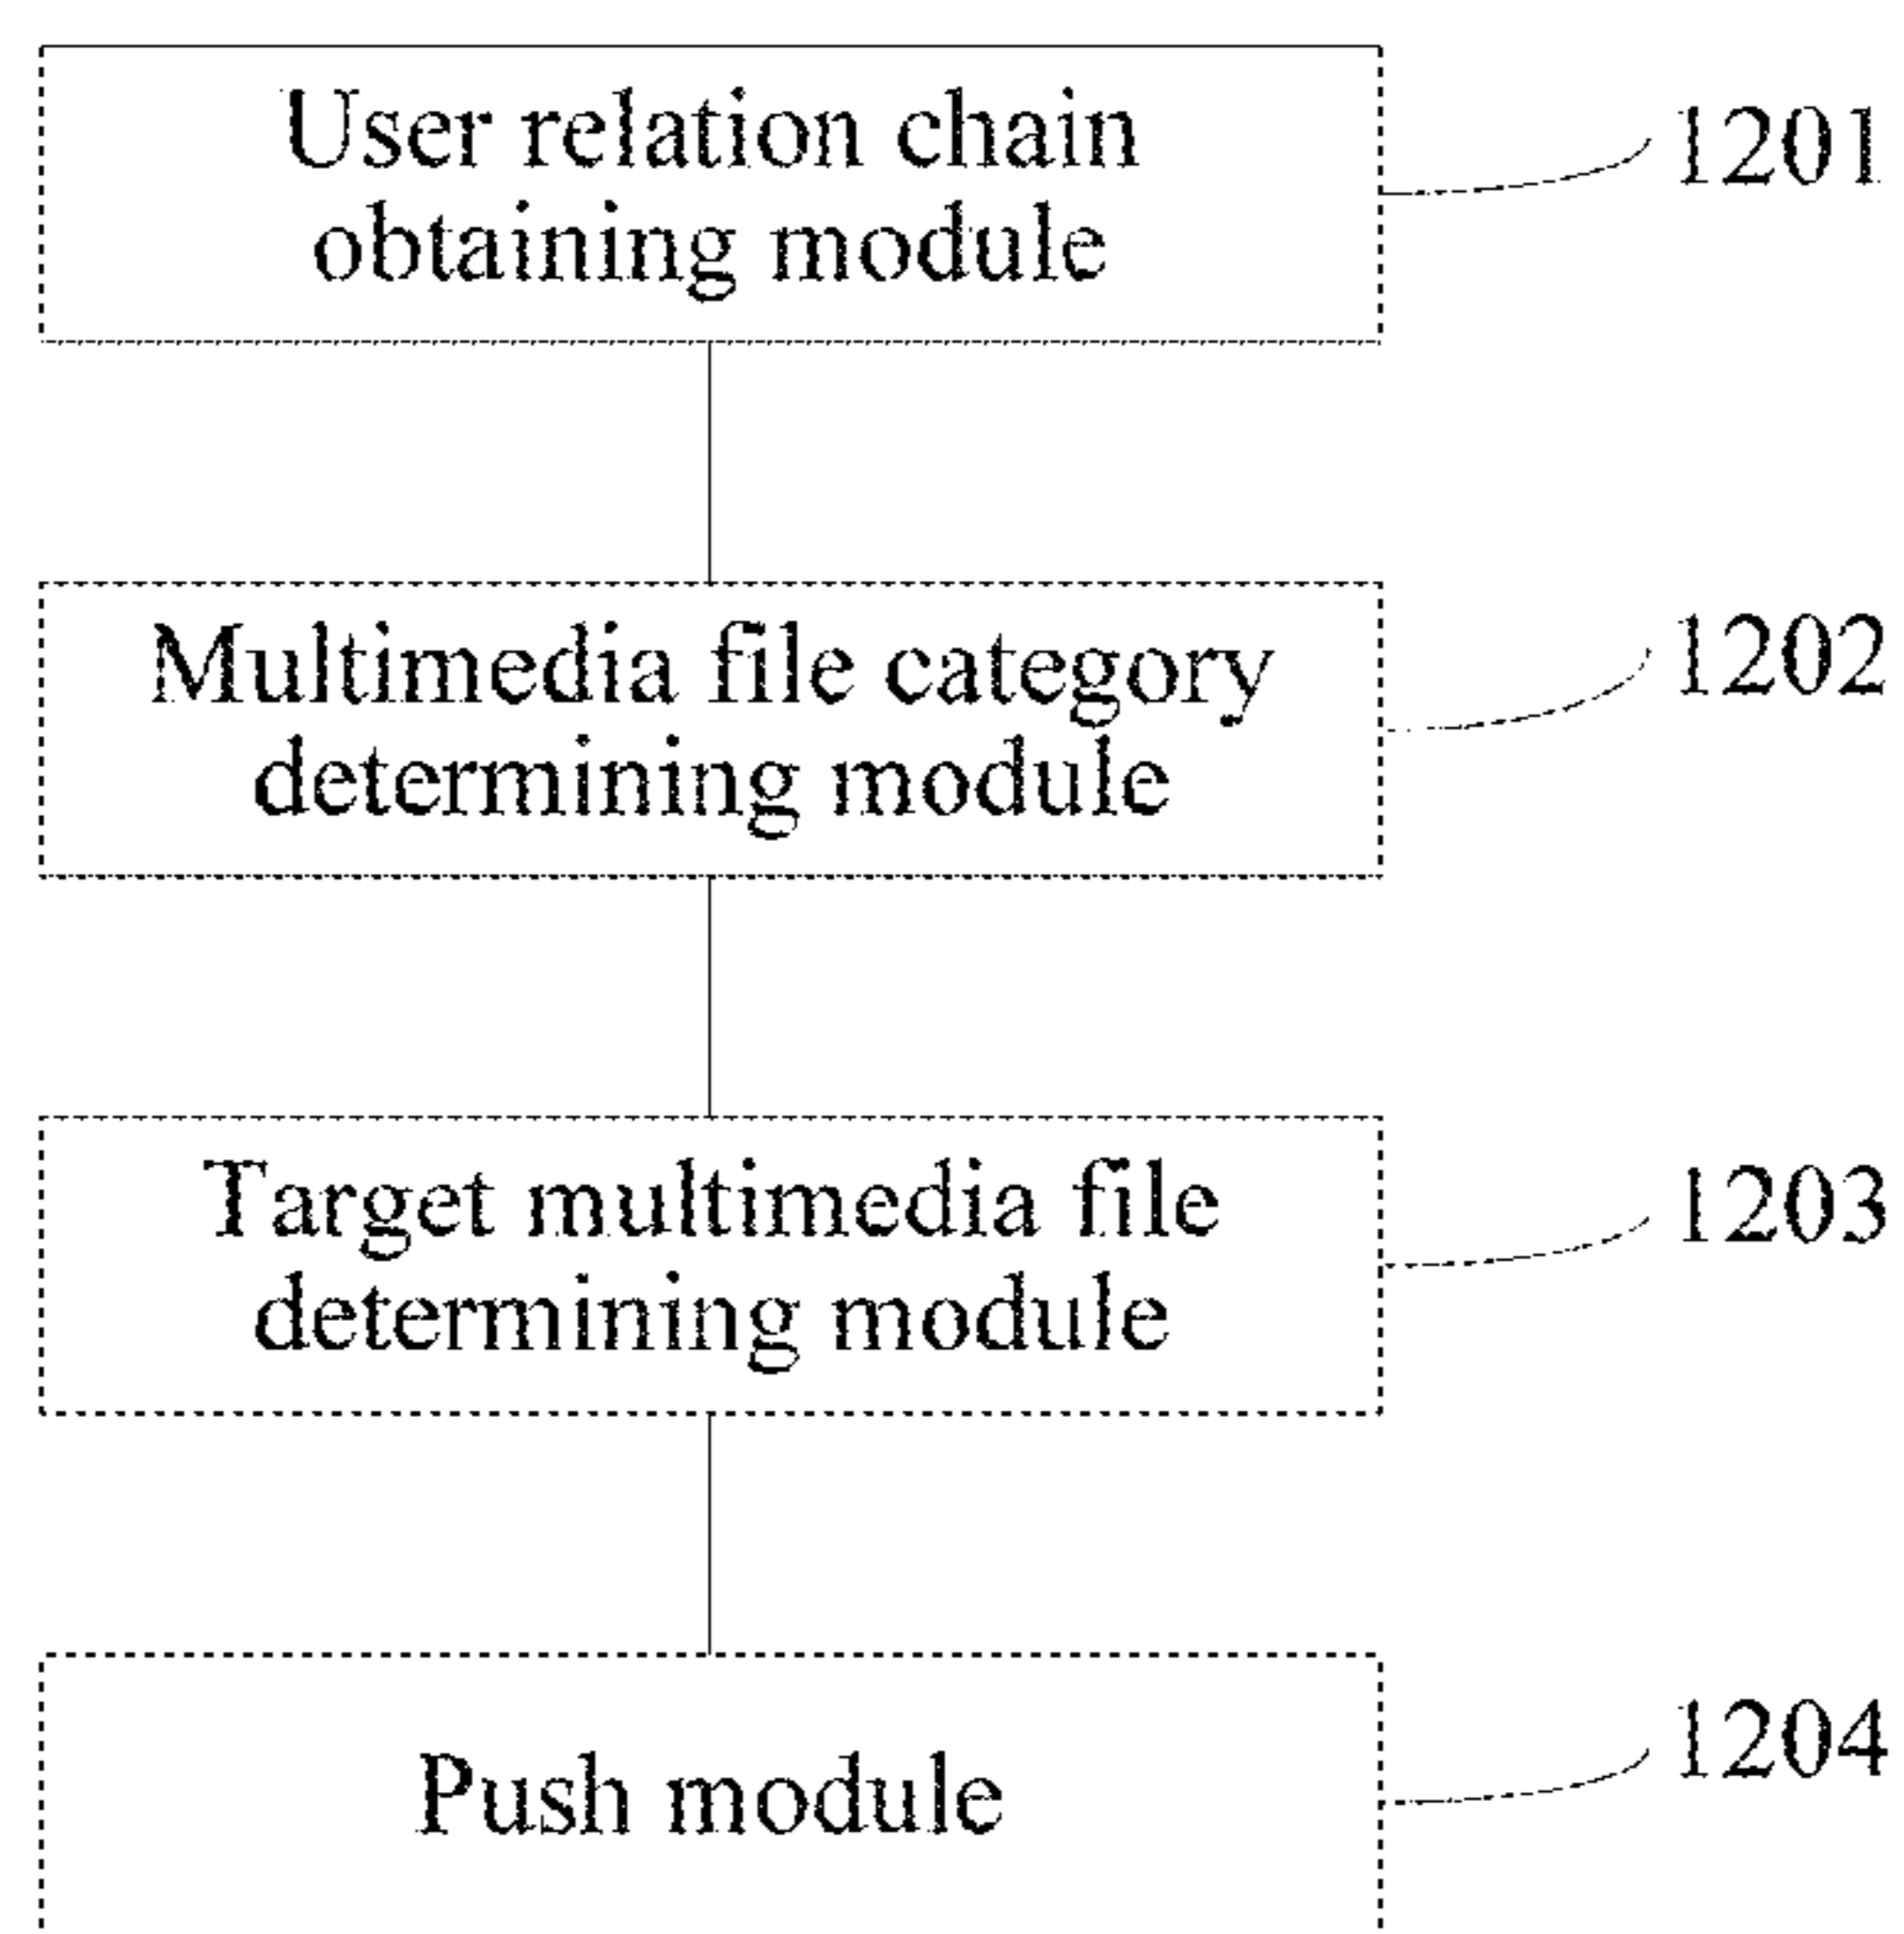 User relation chain
obtaining module
1201
Multimedia file category
determining module
1202
Target multimedia file
determining module
1203
Push module
1204